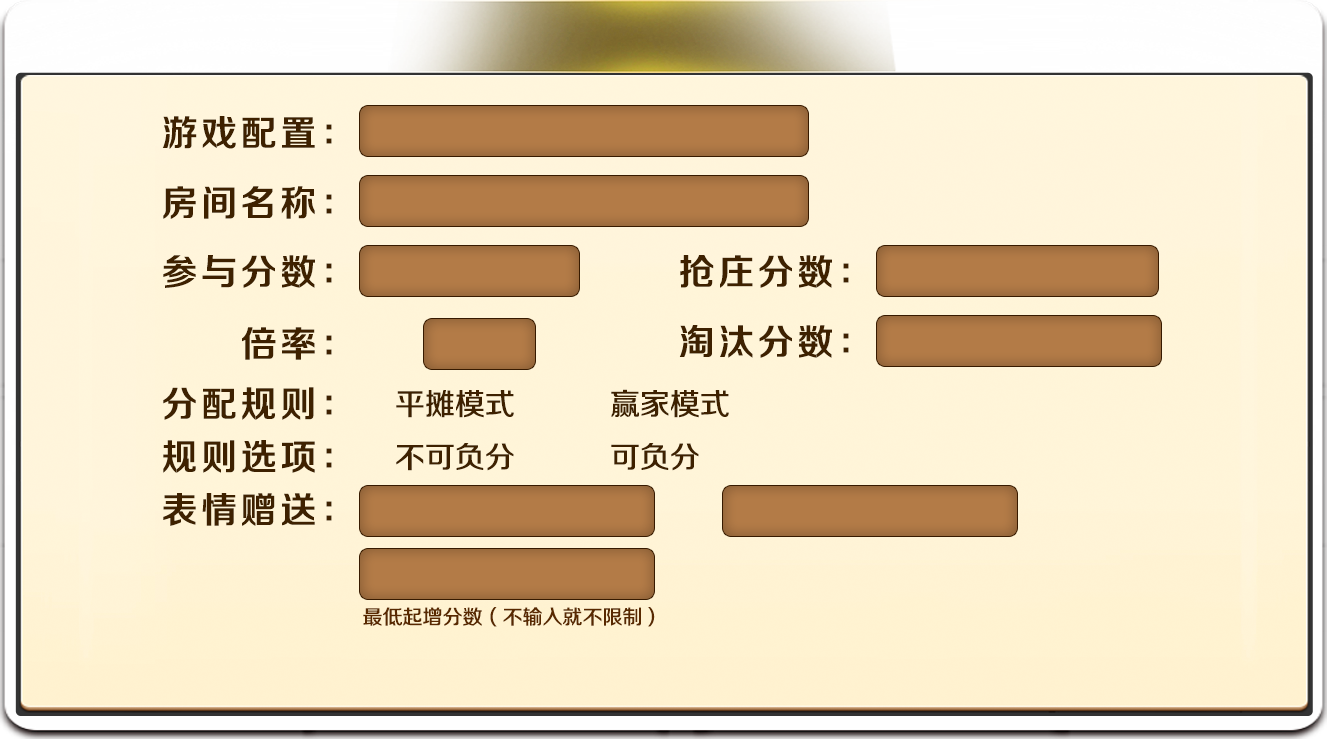 游戏配置：
房间名称：
参与分数： 抢庄分数：
倍率： 淘汰分数：
分配规则： 平摊模式 赢家模式
规则选项： 不可负分 可负分
表情赠送：
最低起增分数（不输人就不限制）